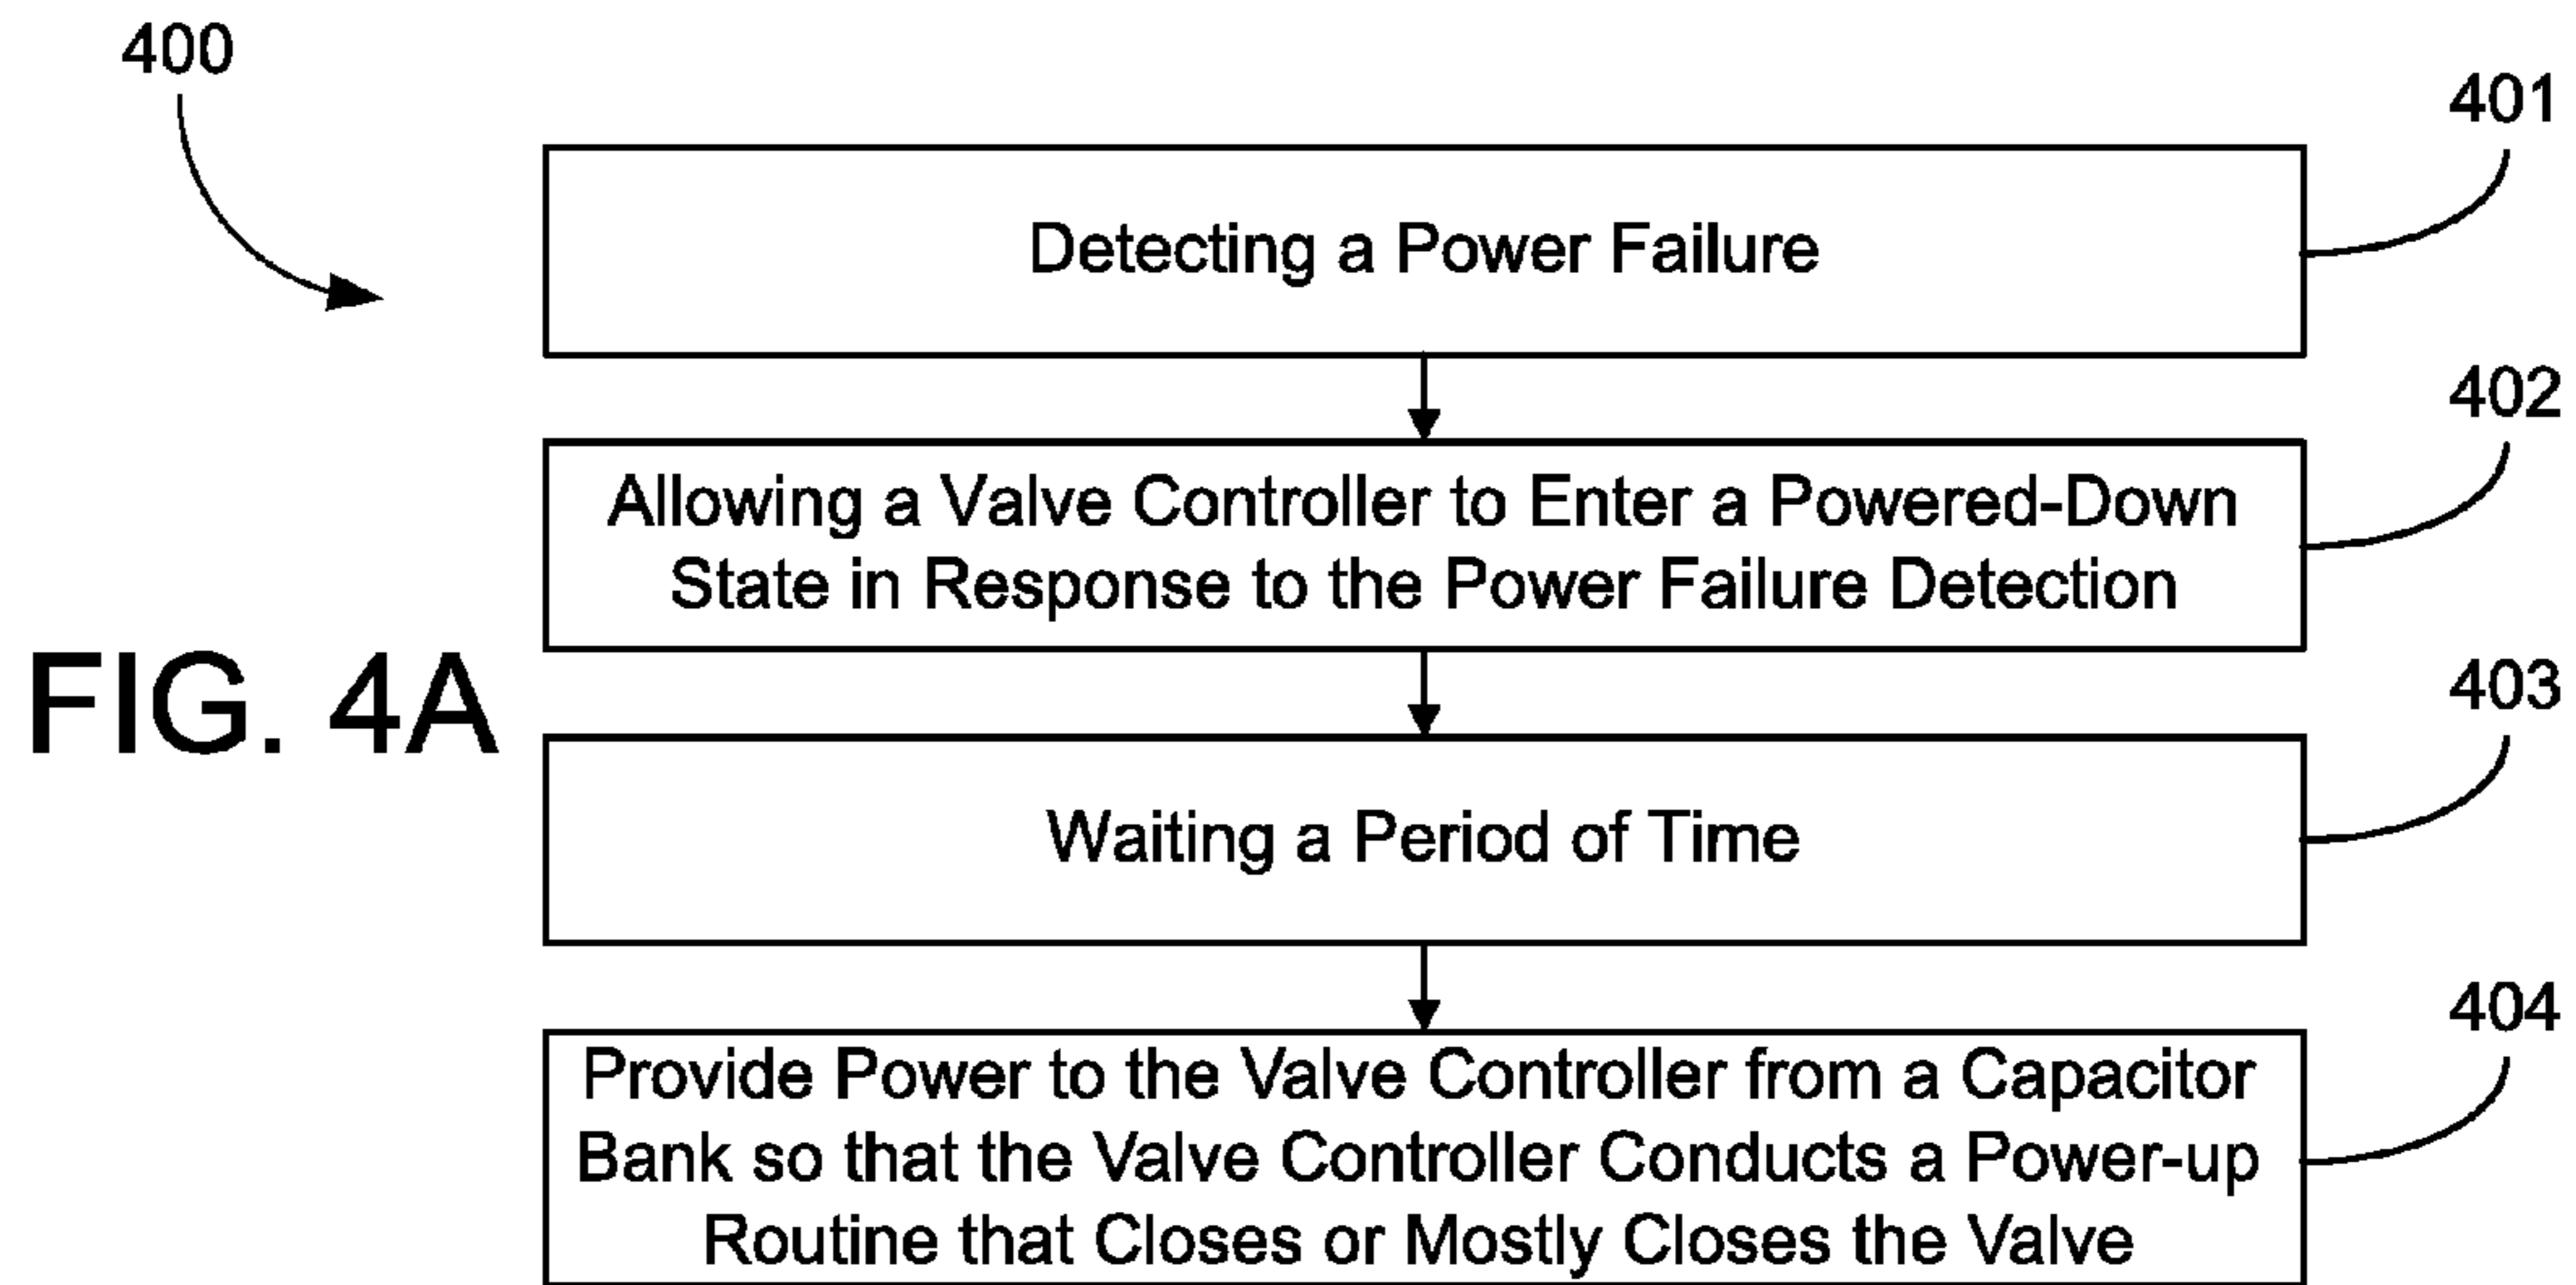 400
401
Detecting a Power Failure
402
Allowing a Valve Controller to Enter a Powered-Down
State in Response to the Power Failure Detection
FIG. 4A
403
Waiting a Period of Time
404
Provide Power to the Valve Controller from a Capacitor
Bank so that the Valve Controller Conducts a Power-up
Routine that Closes or Mostly Closes the Valve